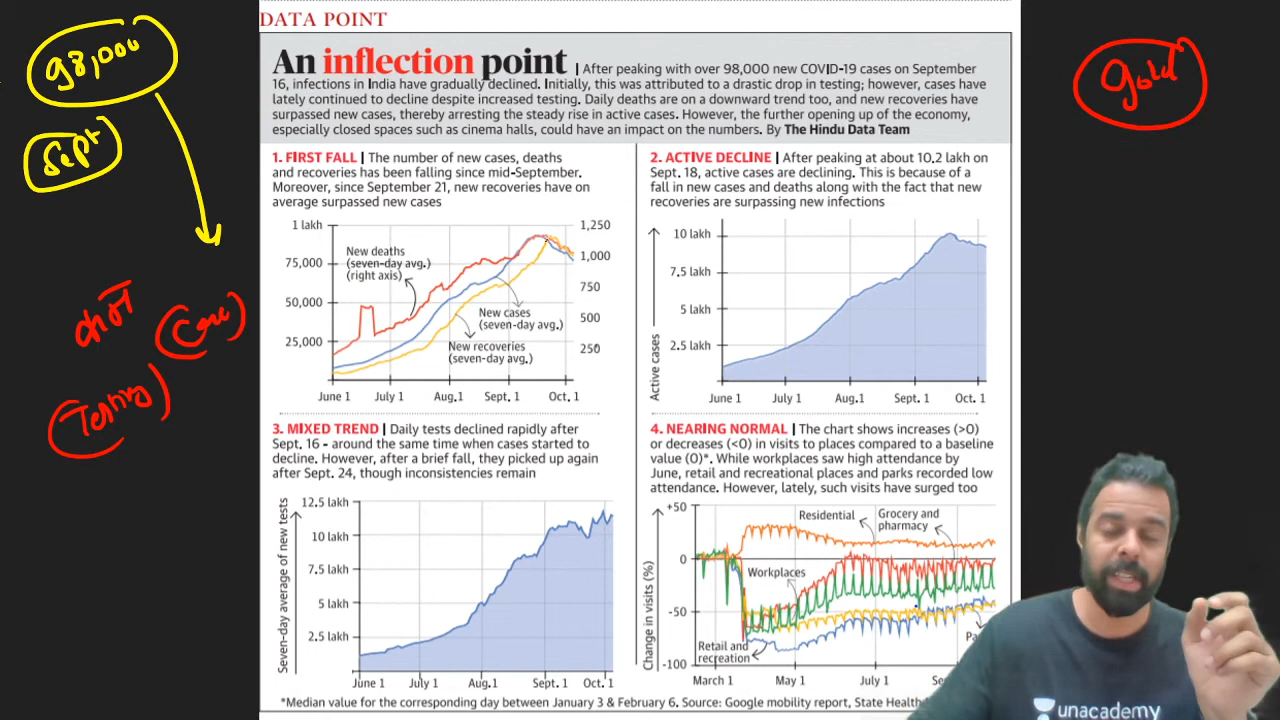 DATA POINT
98,000
Sept
gold
Testing
An inflection point | After peaking with over 98,000 new COVID-19 cases on September
16, infections in India have gradually declined. Initially, this was attributed to a drastic drop in testing; however, cases have
lately continued to decline despite increased testing. Daily deaths are on a downward trend too, and new recoveries have
surpassed new cases, thereby arresting the steady rise in active cases. However, the further opening up of the economy,
especially closed spaces such as cinema halls, could have an impact on the numbers. By The Hindu Data Team
1. FIRST FALL | The number of new cases, deaths
and recoveries has been falling since mid-September.
Moreover, since September 21, new recoveries have on
average surpassed new cases
1 lakh
75,000
50,000
25,000
1,250
1,000
750
500
250
New deaths
(seven-day avg.)
(right axis)
New cases
(seven-day avg.)
New recoveries
(seven-day avg.)
June 1 July 1 Aug.1 Sept. 1 Oct. 1
2. ACTIVE DECLINE | After peaking at about 10.2 lakh on
Sept. 18, active cases are declining. This is because of a
fall in new cases and deaths along with the fact that new
recoveries are surpassing new infections
Active cases
10 lakh
7.5 lakh
5 lakh
2.5 lakh
June 1 July 1 Aug. 1 Sept. 1 Oct. 1
3. MIXED TREND | Daily tests declined rapidly after
Sept. 16 - around the same time when cases started to
decline. However, after a brief fall, they picked up again
after Sept. 24, though inconsistencies remain
Seven-day average of new tests
12.5 lakh
10 lakh
7.5 lakh
5 lakh
2.5 lakh
June 1 July 1 Aug. 1 Sept. 1 Oct. 1
4. NEARING NORMAL | The chart shows increases (>0)
or decreases (<0) in visits to places compared to a baseline
value (0)*. While workplaces saw high attendance by
June, retail and recreational places and parks recorded low
attendance. However, lately, such visits have surged too
Change in visits (%)
+50
0
-50
-100
Residential
Grocery and
pharmacy
Workplaces
Retail and
recreation
March 1 May 1 July 1
*Median value for the corresponding day between January 3 & February 6. Source: Google mobility report, State Health
unacademy